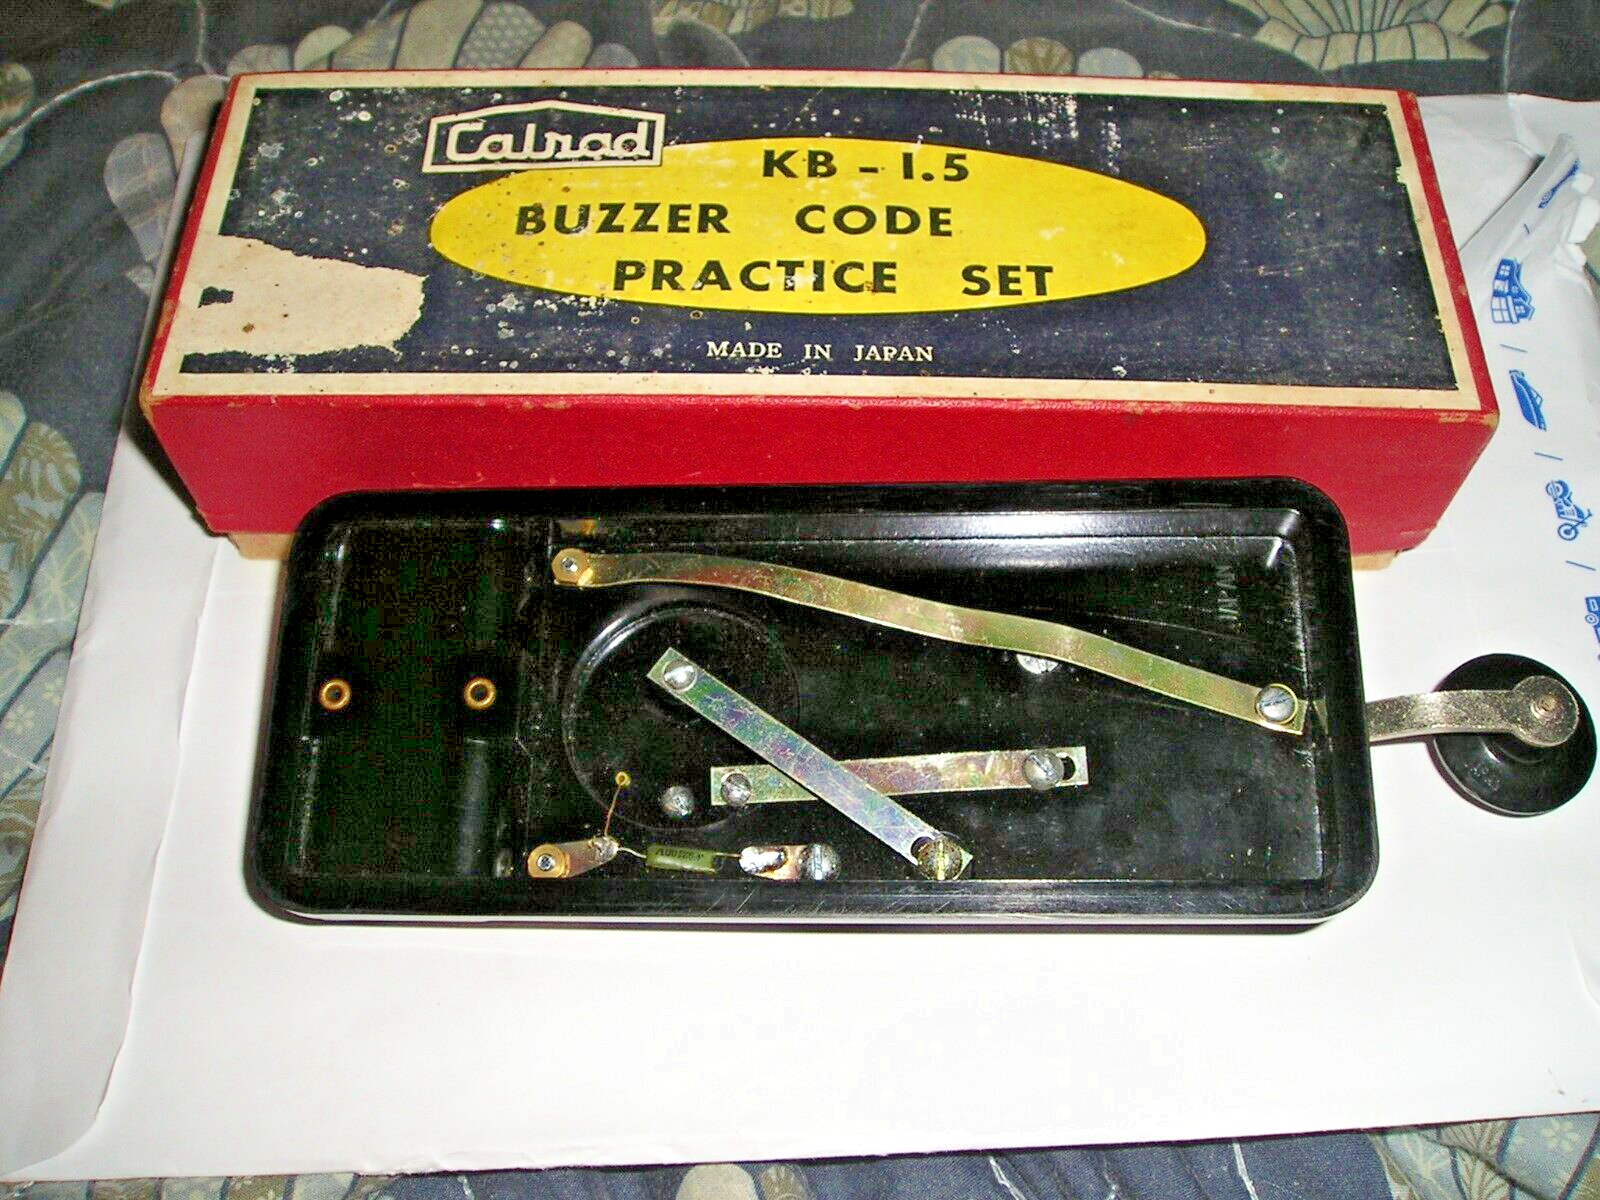 Calrad
KB - 1.5
BUZZER CODE
PRACTICE SET
MADE IN JAPAN
JAPAN